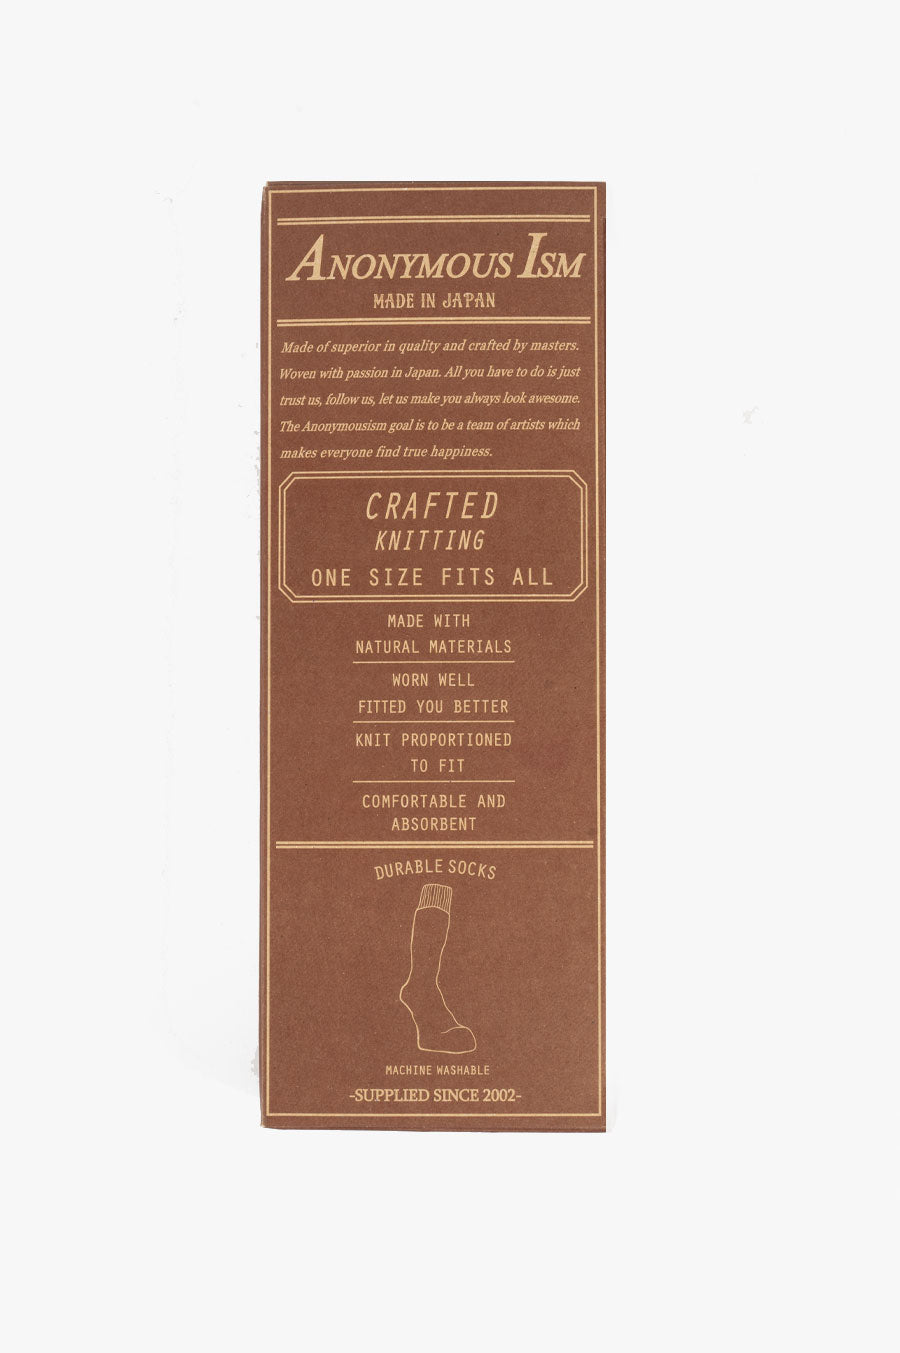 ANONYMOUS ISM
MADE IN JAPAN
Made of superior in quality and crafted by masters.
Woven with passion in Japan. All you have to do is just
trust us, follow us, let us make you always look awesome.
The Anonymousism goal is to be a team of artists which
makes everyone find true happiness.
CRAFTED
KNITTING
ONE SIZE FITS ALL
MADE WITH
NATURAL MATERIALS
WORN WELL
FITTED YOU BETTER
KNIT PROPORTIONED
TO FIT
COMFORTABLE AND
ABSORBENT
DURABLE SOCKS
MACHINE WASHABLE
-SUPPLIED SINCE 2002-